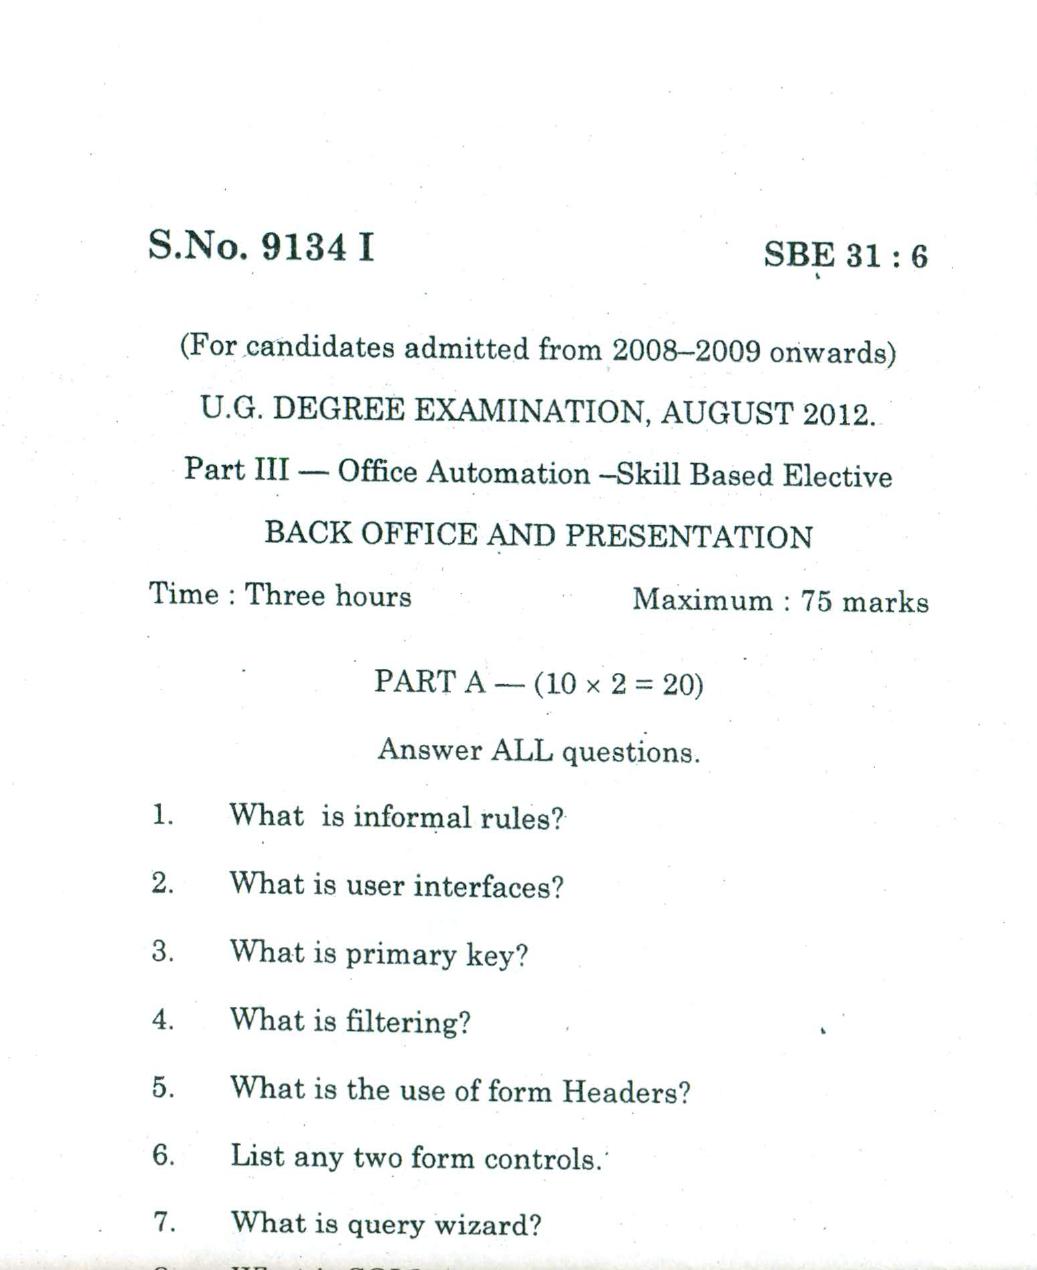 S.No. 9134 I SBE 31 : 6
(For candidates admitted from 2008–2009 onwards)
U.G. DEGREE EXAMINATION, AUGUST 2012.
Part III — Office Automation –Skill Based Elective
BACK OFFICE AND PRESENTATION
Time : Three hours Maximum : 75 marks
PART A — (10 × 2 = 20)
Answer ALL questions.
1. What is informal rules?
2. What is user interfaces?
3. What is primary key?
4. What is filtering?
5. What is the use of form Headers?
6. List any two form controls.
7. What is query wizard?